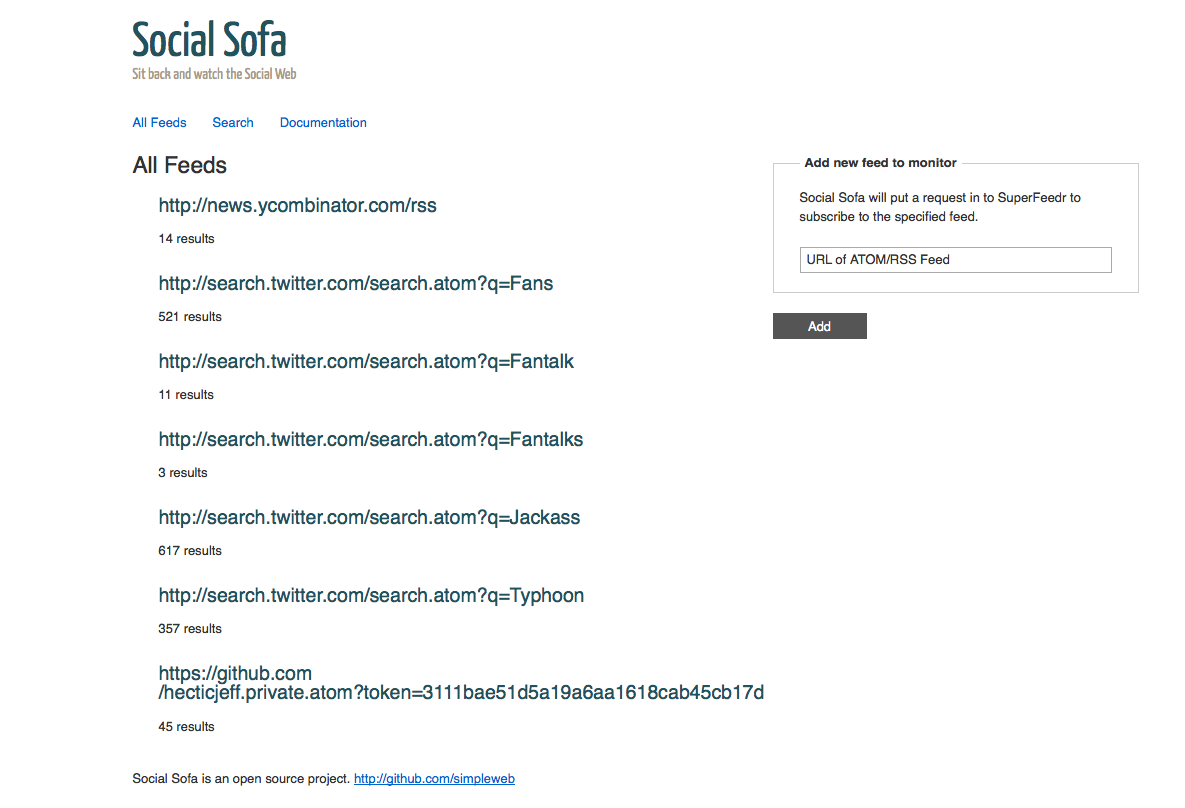 Social Sofa
Sit back and watch the Social Web
All Feeds
Search
Documentation
All Feeds
http://news.ycombinator.com/rss
14 results
http://search.twitter.com/search.atom?q=Fans
521 results
http://search.twitter.com/search.atom?q=Fantalk
11 results
http://search.twitter.com/search.atom?q=Fantalks
3 results
http://search.twitter.com/search.atom?q=Jackass
617 results
http://search.twitter.com/search.atom?q=Typhoon
357 results
https://github.com
/hecticjeff.private.atom?token=3111bae51d5a19a6aa1618cab45cb17d
45 results
Add new feed to monitor
Social Sofa will put a request in to SuperFeedr to
subscribe to the specified feed.
URL of ATOM/RSS Feed
Add
Social Sofa is an open source project. http://github.com/simpleweb